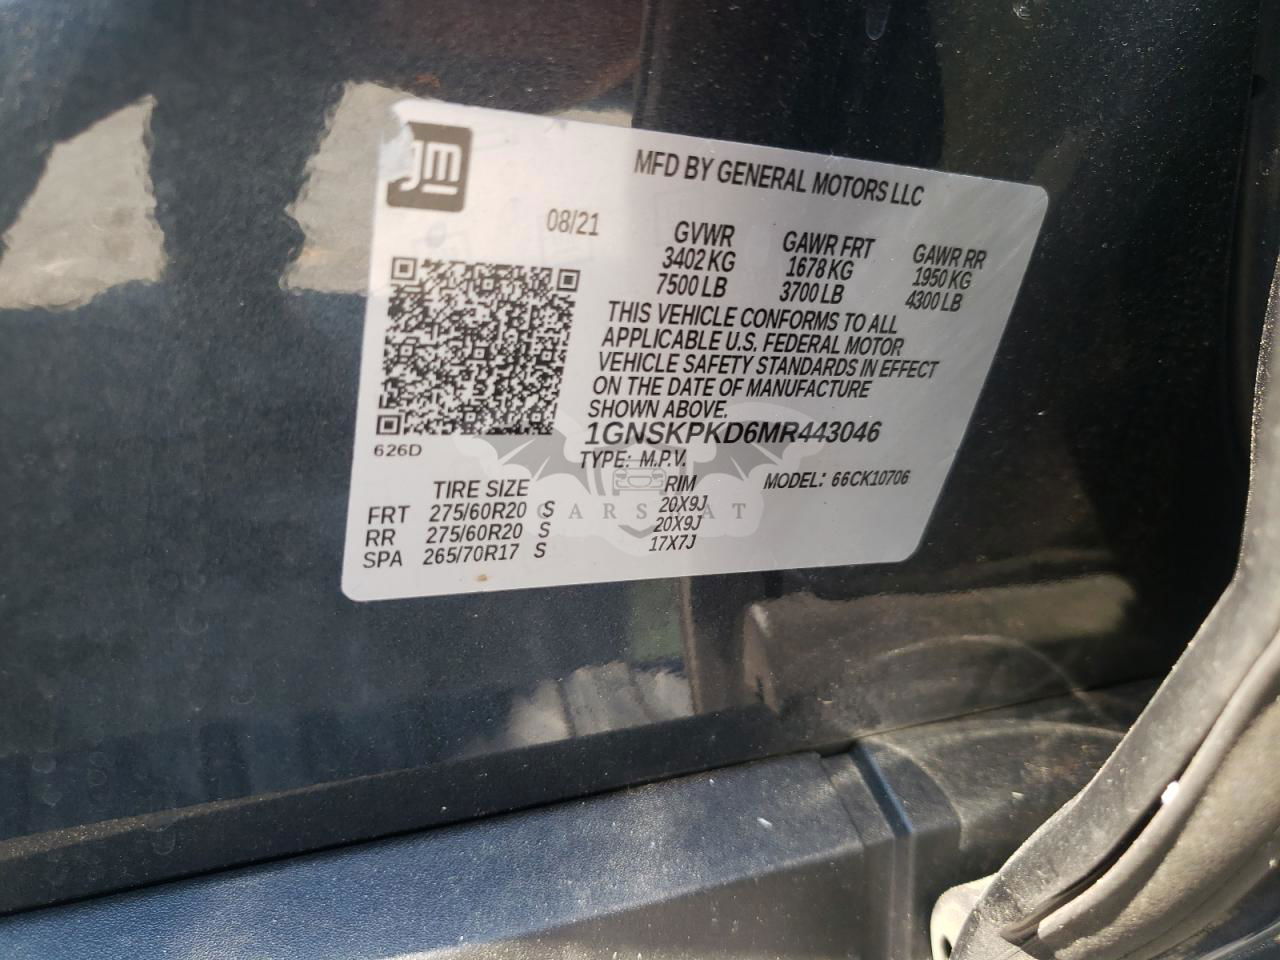 gm
MFD BY GENERAL MOTORS LLC
08/21
GVWR GAWR FRT GAWR RR
3402 KG 1678 KG 1950 KG
7500 LB 3700 LB 4300 LB
THIS VEHICLE CONFORMS TO ALL
APPLICABLE U.S. FEDERAL MOTOR
VEHICLE SAFETY STANDARDS IN EFFECT
ON THE DATE OF MANUFACTURE
SHOWN ABOVE.
1GNSKPKD6MR443046
626D
TYPE: M.P.V. MODEL: 66CK10706
TIRE SIZE RIM
FRT 275/60R20 S 20X9J
RR 275/60R20 S 20X9J
SPA 265/70R17 S 17X7J